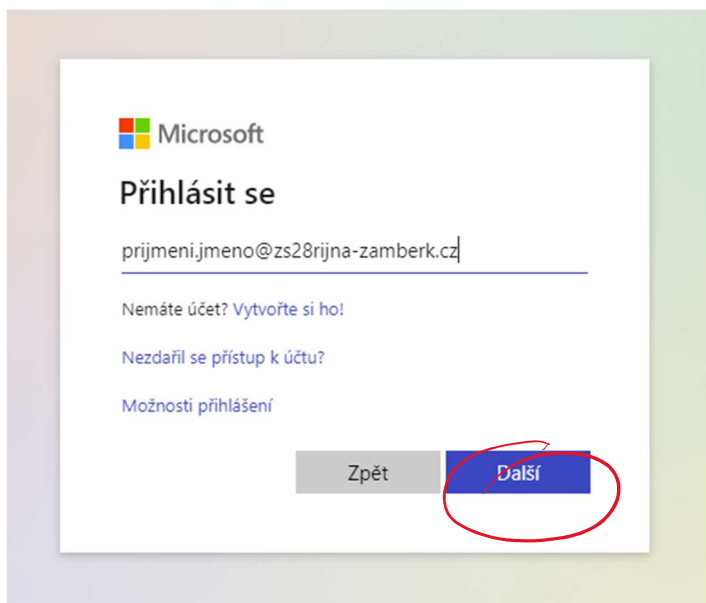 Microsoft
Přihlásit se
prijmeni.jmeno@zs28rijna-zamberk.cz
Nemáte účet? Vytvořte si ho!
Nezdařil se přístup k účtu?
Možnosti přihlášení
Zpět Další